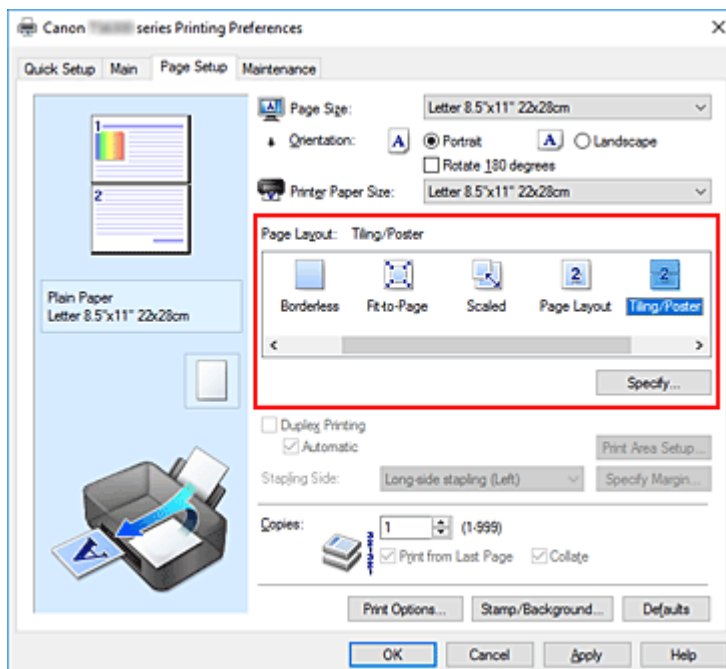 Canon series Printing Preferences
Quick Setup Main Page Setup Maintenance
1
2
Plain Paper
Letter 8.5"x11" 22x28cm
A
Page Size: Letter 8.5"x11" 22x28cm
Orientation: A Portrait A Landscape
Rotate 180 degrees
Printer Paper Size: Letter 8.5"x11" 22x28cm
Page Layout: Tiling/Poster
2 2
Borderless Fit-to-Page Scaled Page Layout Tiling/Poster
Specify...
Duplex Printing
Automatic Print Area Setup...
Stapling Side: Long-side stapling (Left) Specify Margin...
Copies: 1 (1-999)
Print from Last Page Collate
Print Options... Stamp/Background... Defaults
OK Cancel Apply Help